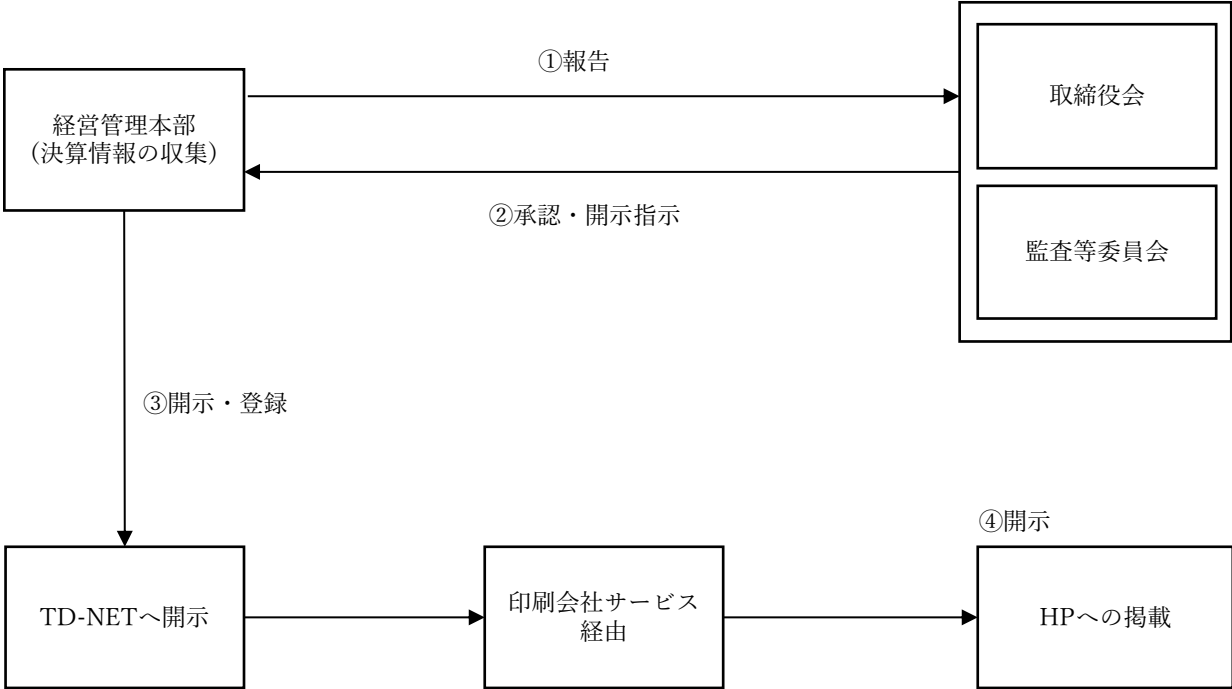 ①報告
取締役会
経営管理本部
（決算情報の収集）
②承認・開示指示
監査等委員会
③開示・登録
④開示
TD-NETへ開示
印刷会社サービス
経由
HPへの掲載